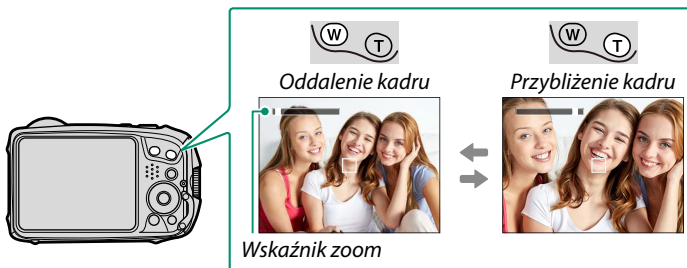 W T
W T
Oddalenie kadru
Przybliżenie kadru
Wskaźnik zoom